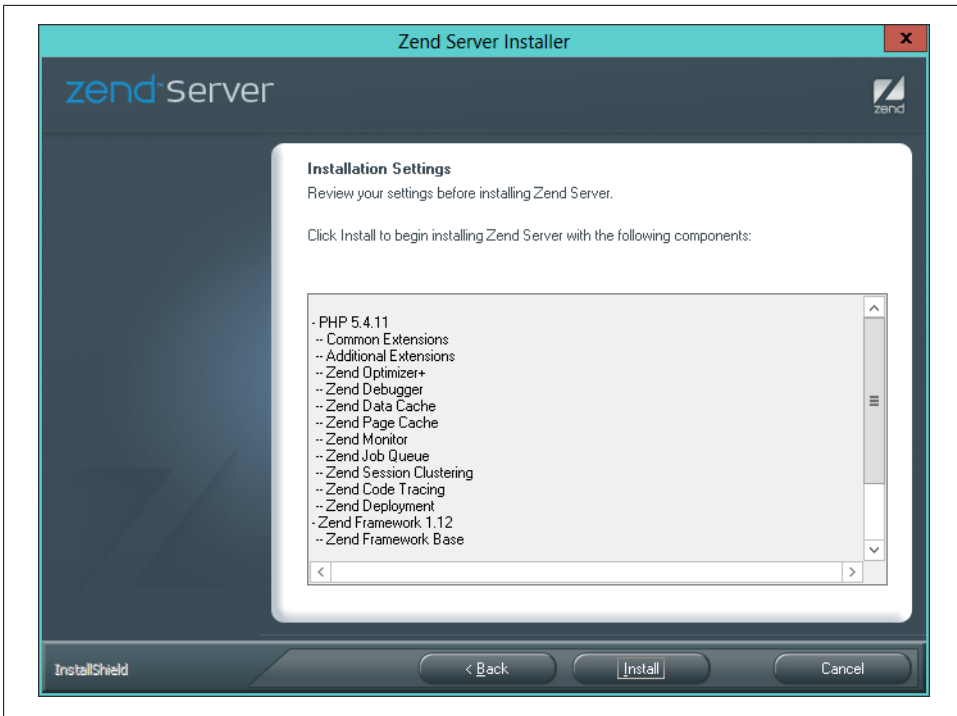 Zend Server Installer
x
zend server
zend
Installation Settings
Review your settings before installing Zend Server.
Click Install to begin installing Zend Server with the following components:
- PHP 5.4.11
-- Common Extensions
-- Additional Extensions
-- Zend Optimizer+
-- Zend Debugger
-- Zend Data Cache
-- Zend Page Cache
-- Zend Monitor
-- Zend Job Queue
-- Zend Session Clustering
-- Zend Code Tracing
-- Zend Deployment
- Zend Framework 1.12
-- Zend Framework Base
InstallShield
< Back
Install
Cancel